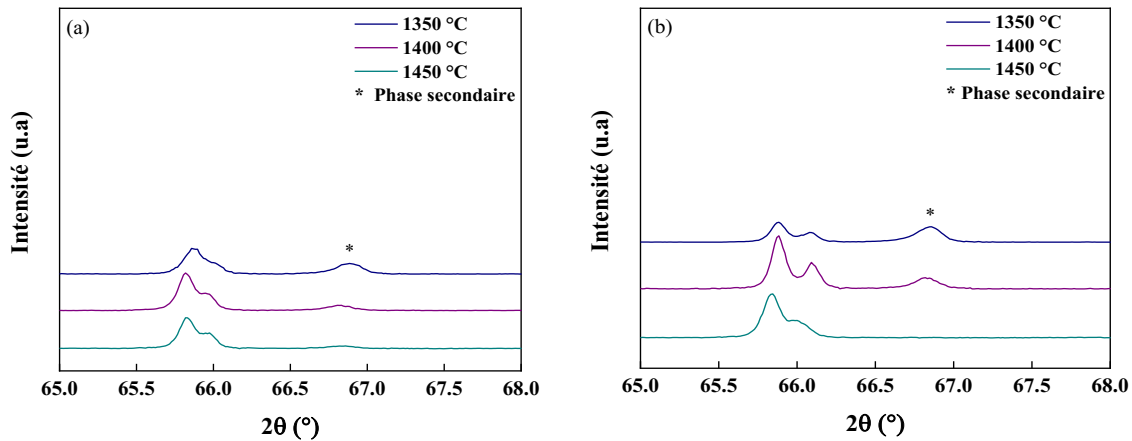 (a)
1350 °C
1400 °C
1450 °C
* Phase secondaire
*
Intensité (u.a)
65.0 65.5 66.0 66.5 67.0 67.5 68.0
2θ (°)
(b)
1350 °C
1400 °C
1450 °C
* Phase secondaire
*
Intensité (u.a)
65.0 65.5 66.0 66.5 67.0 67.5 68.0
2θ (°)